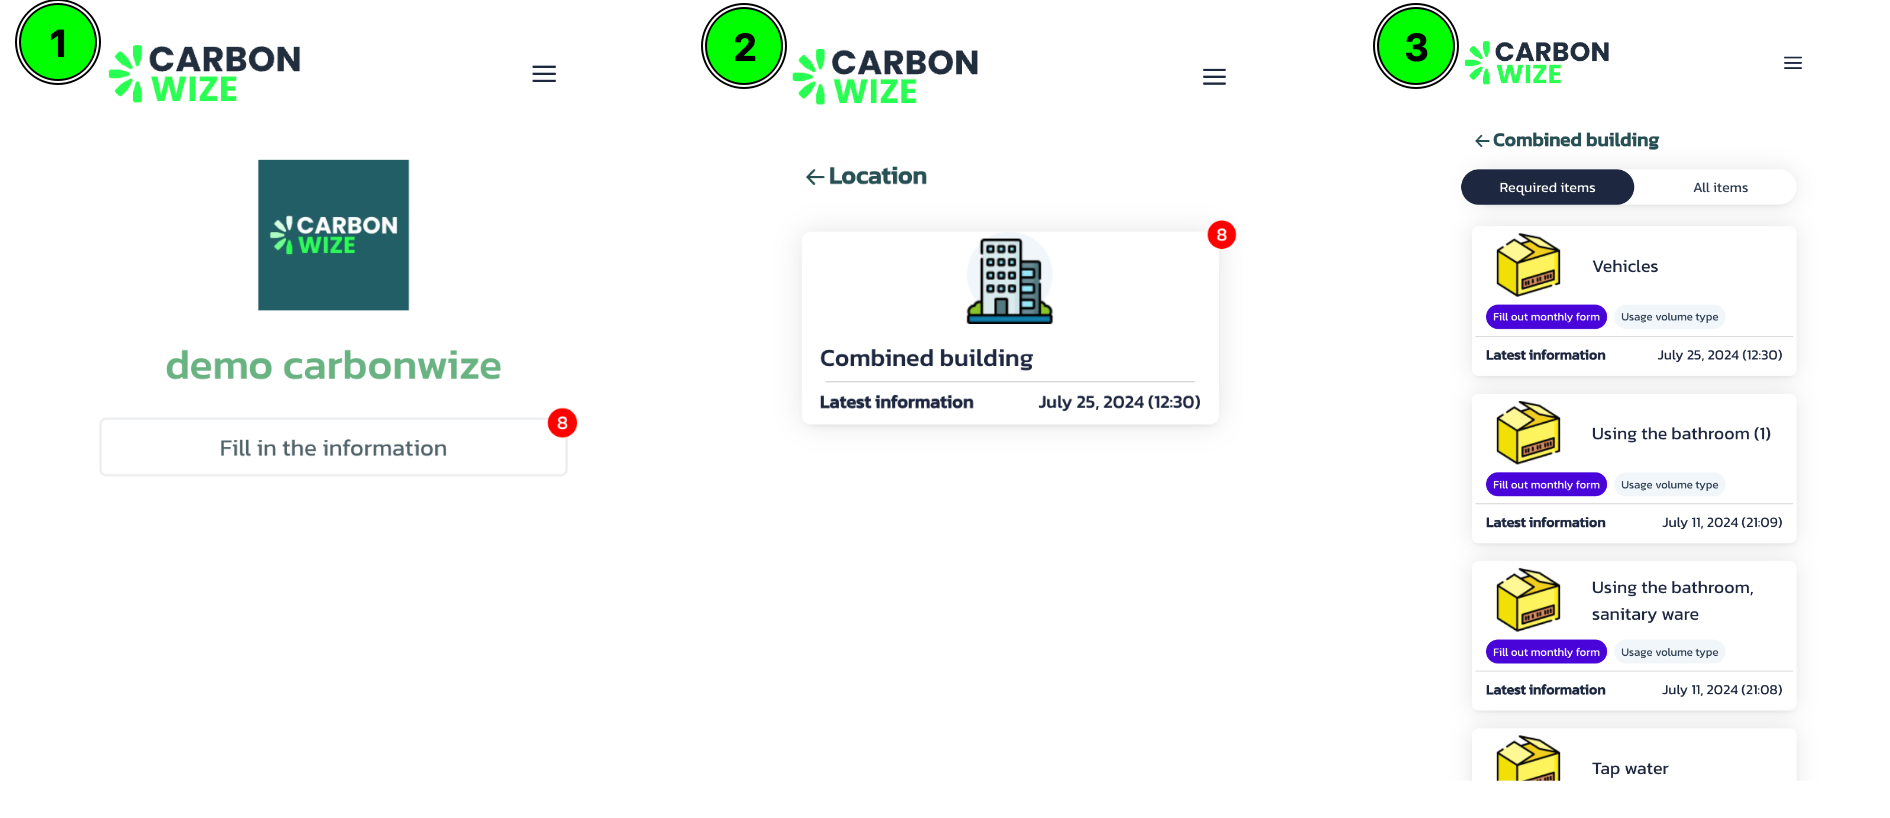 1
CARBON
WIZE
CARBON
WIZE
demo carbonwize
8
Fill in the information
2
CARBON
WIZE
← Location
8
Combined building
Latest information July 25, 2024 (12:30)
3
CARBON
WIZE
← Combined building
Required items All items
Vehicles
Fill out monthly form Usage volume type
Latest information July 25, 2024 (12:30)
Using the bathroom (1)
Fill out monthly form Usage volume type
Latest information July 11, 2024 (21:09)
Using the bathroom,
sanitary ware
Fill out monthly form Usage volume type
Latest information July 11, 2024 (21:08)
Tap water